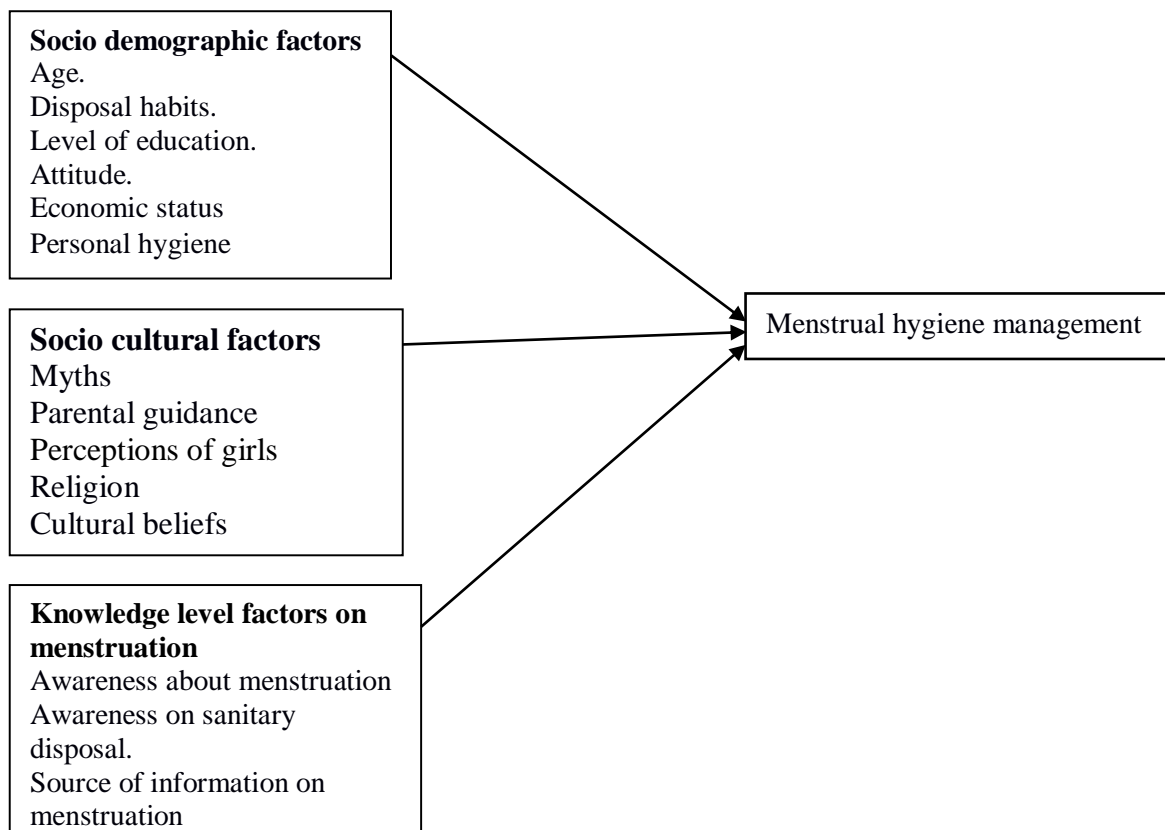 Socio demographic factors
Age.
Disposal habits.
Level of education.
Attitude.
Economic status
Personal hygiene
Socio cultural factors
Myths
Parental guidance
Perceptions of girls
Religion
Cultural beliefs
Knowledge level factors on
menstruation
Awareness about menstruation
Awareness on sanitary
disposal.
Source of information on
menstruation
Menstrual hygiene management